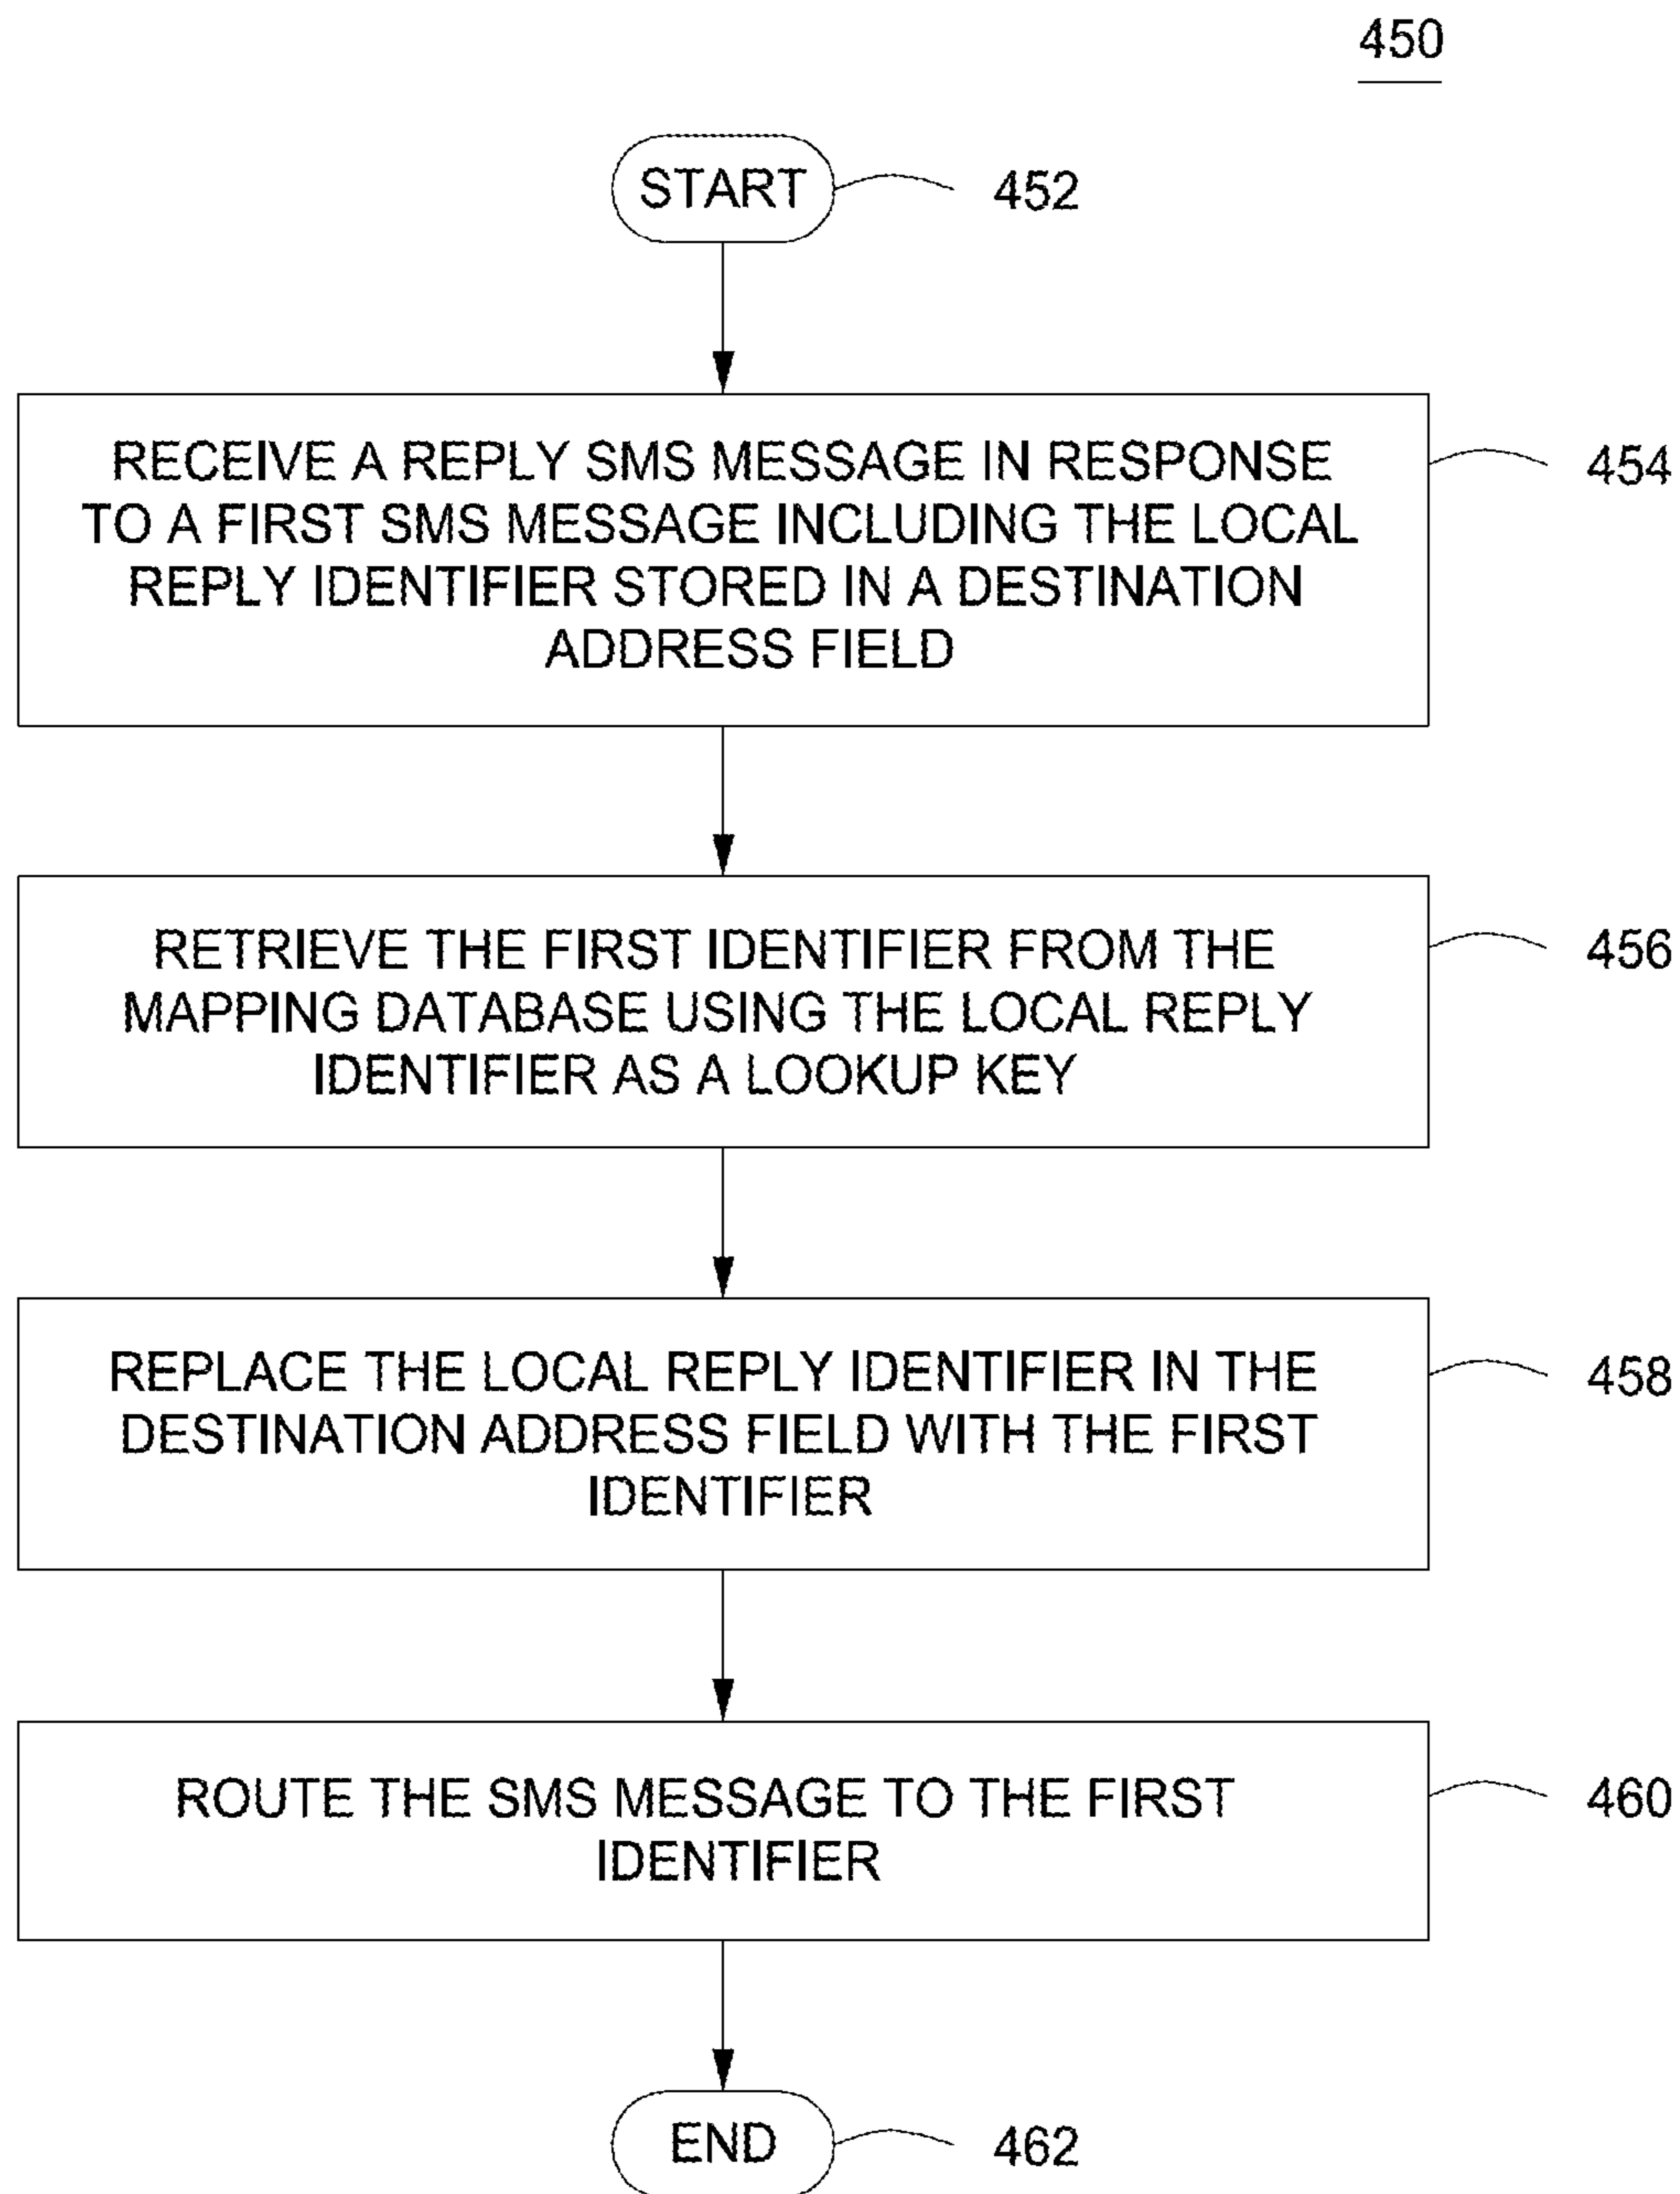 450
START
452
RECEIVE A REPLY SMS MESSAGE IN RESPONSE
TO A FIRST SMS MESSAGE INCLUDING THE LOCAL
REPLY IDENTIFIER STORED IN A DESTINATION
ADDRESS FIELD
454
RETRIEVE THE FIRST IDENTIFIER FROM THE
MAPPING DATABASE USING THE LOCAL REPLY
IDENTIFIER AS A LOOKUP KEY
456
REPLACE THE LOCAL REPLY IDENTIFIER IN THE
DESTINATION ADDRESS FIELD WITH THE FIRST
IDENTIFIER
458
ROUTE THE SMS MESSAGE TO THE FIRST
IDENTIFIER
460
END
462